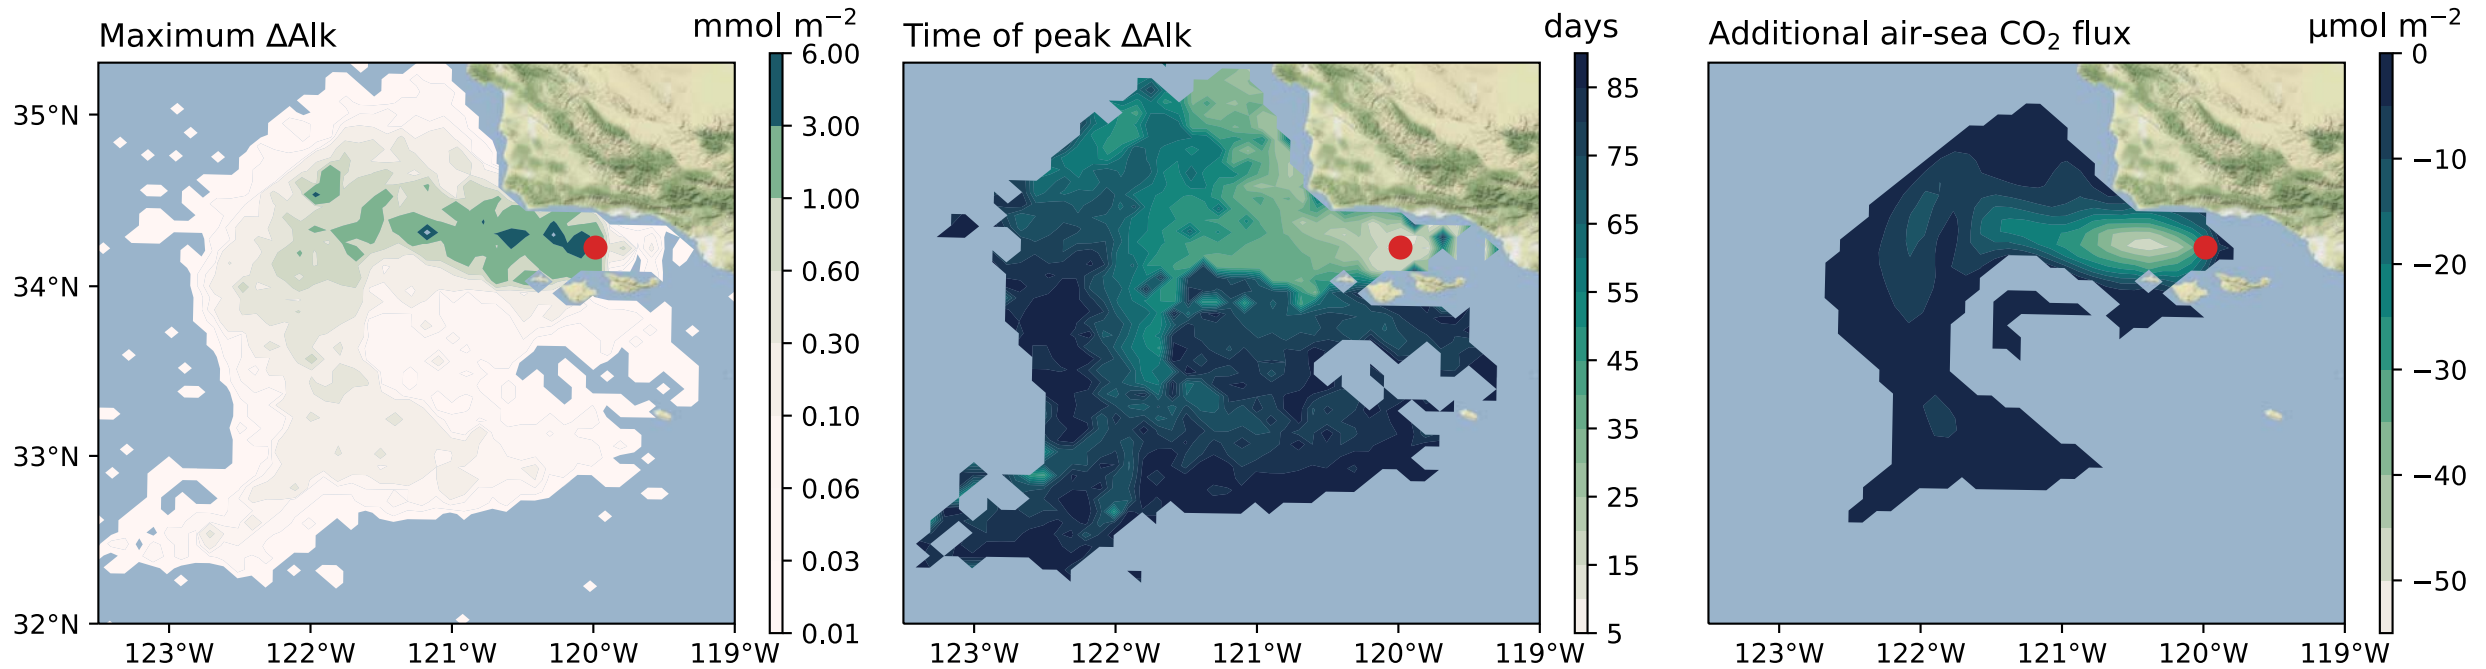 Maximum ΔAlk
mmol m⁻²
6.00
3.00
1.00
0.60
0.30
0.10
0.06
0.03
0.01
35°N
34°N
33°N
32°N
123°W 122°W 121°W 120°W 119°W
Time of peak ΔAlk
days
85
75
65
55
45
35
25
15
5
123°W 122°W 121°W 120°W 119°W
Additional air-sea CO₂ flux
μmol m⁻²
0
−10
−20
−30
−40
−50
123°W 122°W 121°W 120°W 119°W